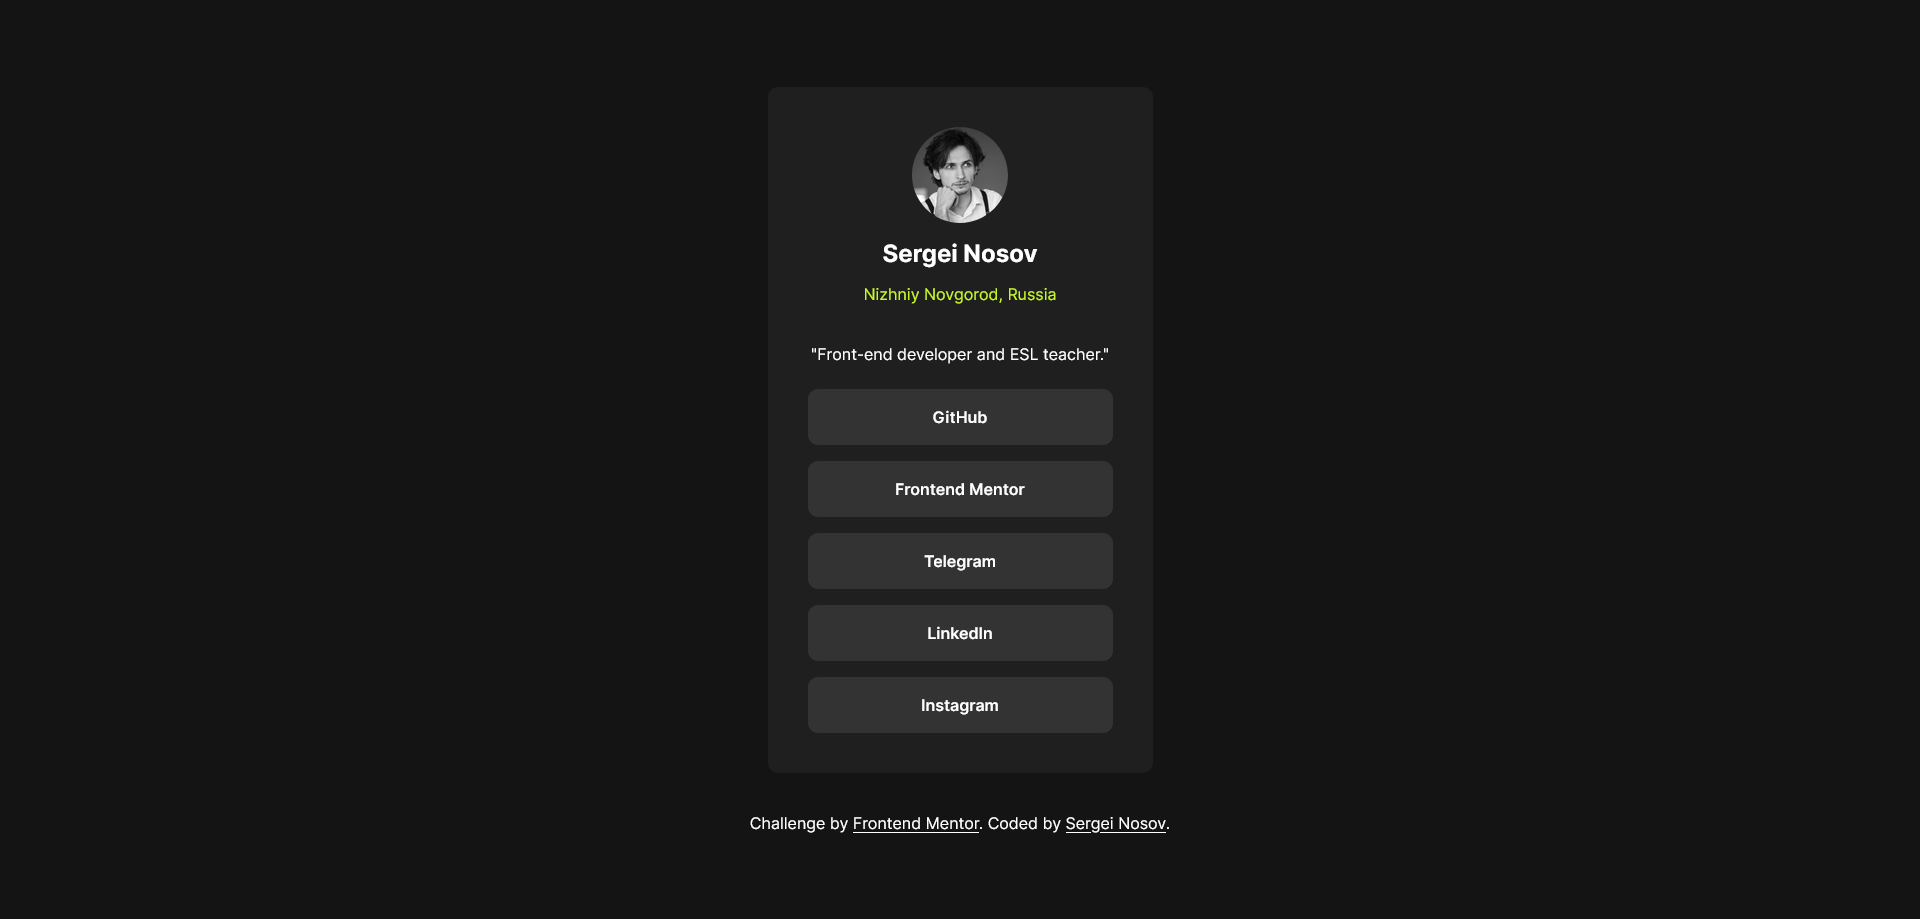 Sergei Nosov
Nizhniy Novgorod, Russia
"Front-end developer and ESL teacher."
GitHub
Frontend Mentor
Telegram
LinkedIn
Instagram
Challenge by Frontend Mentor. Coded by Sergei Nosov.